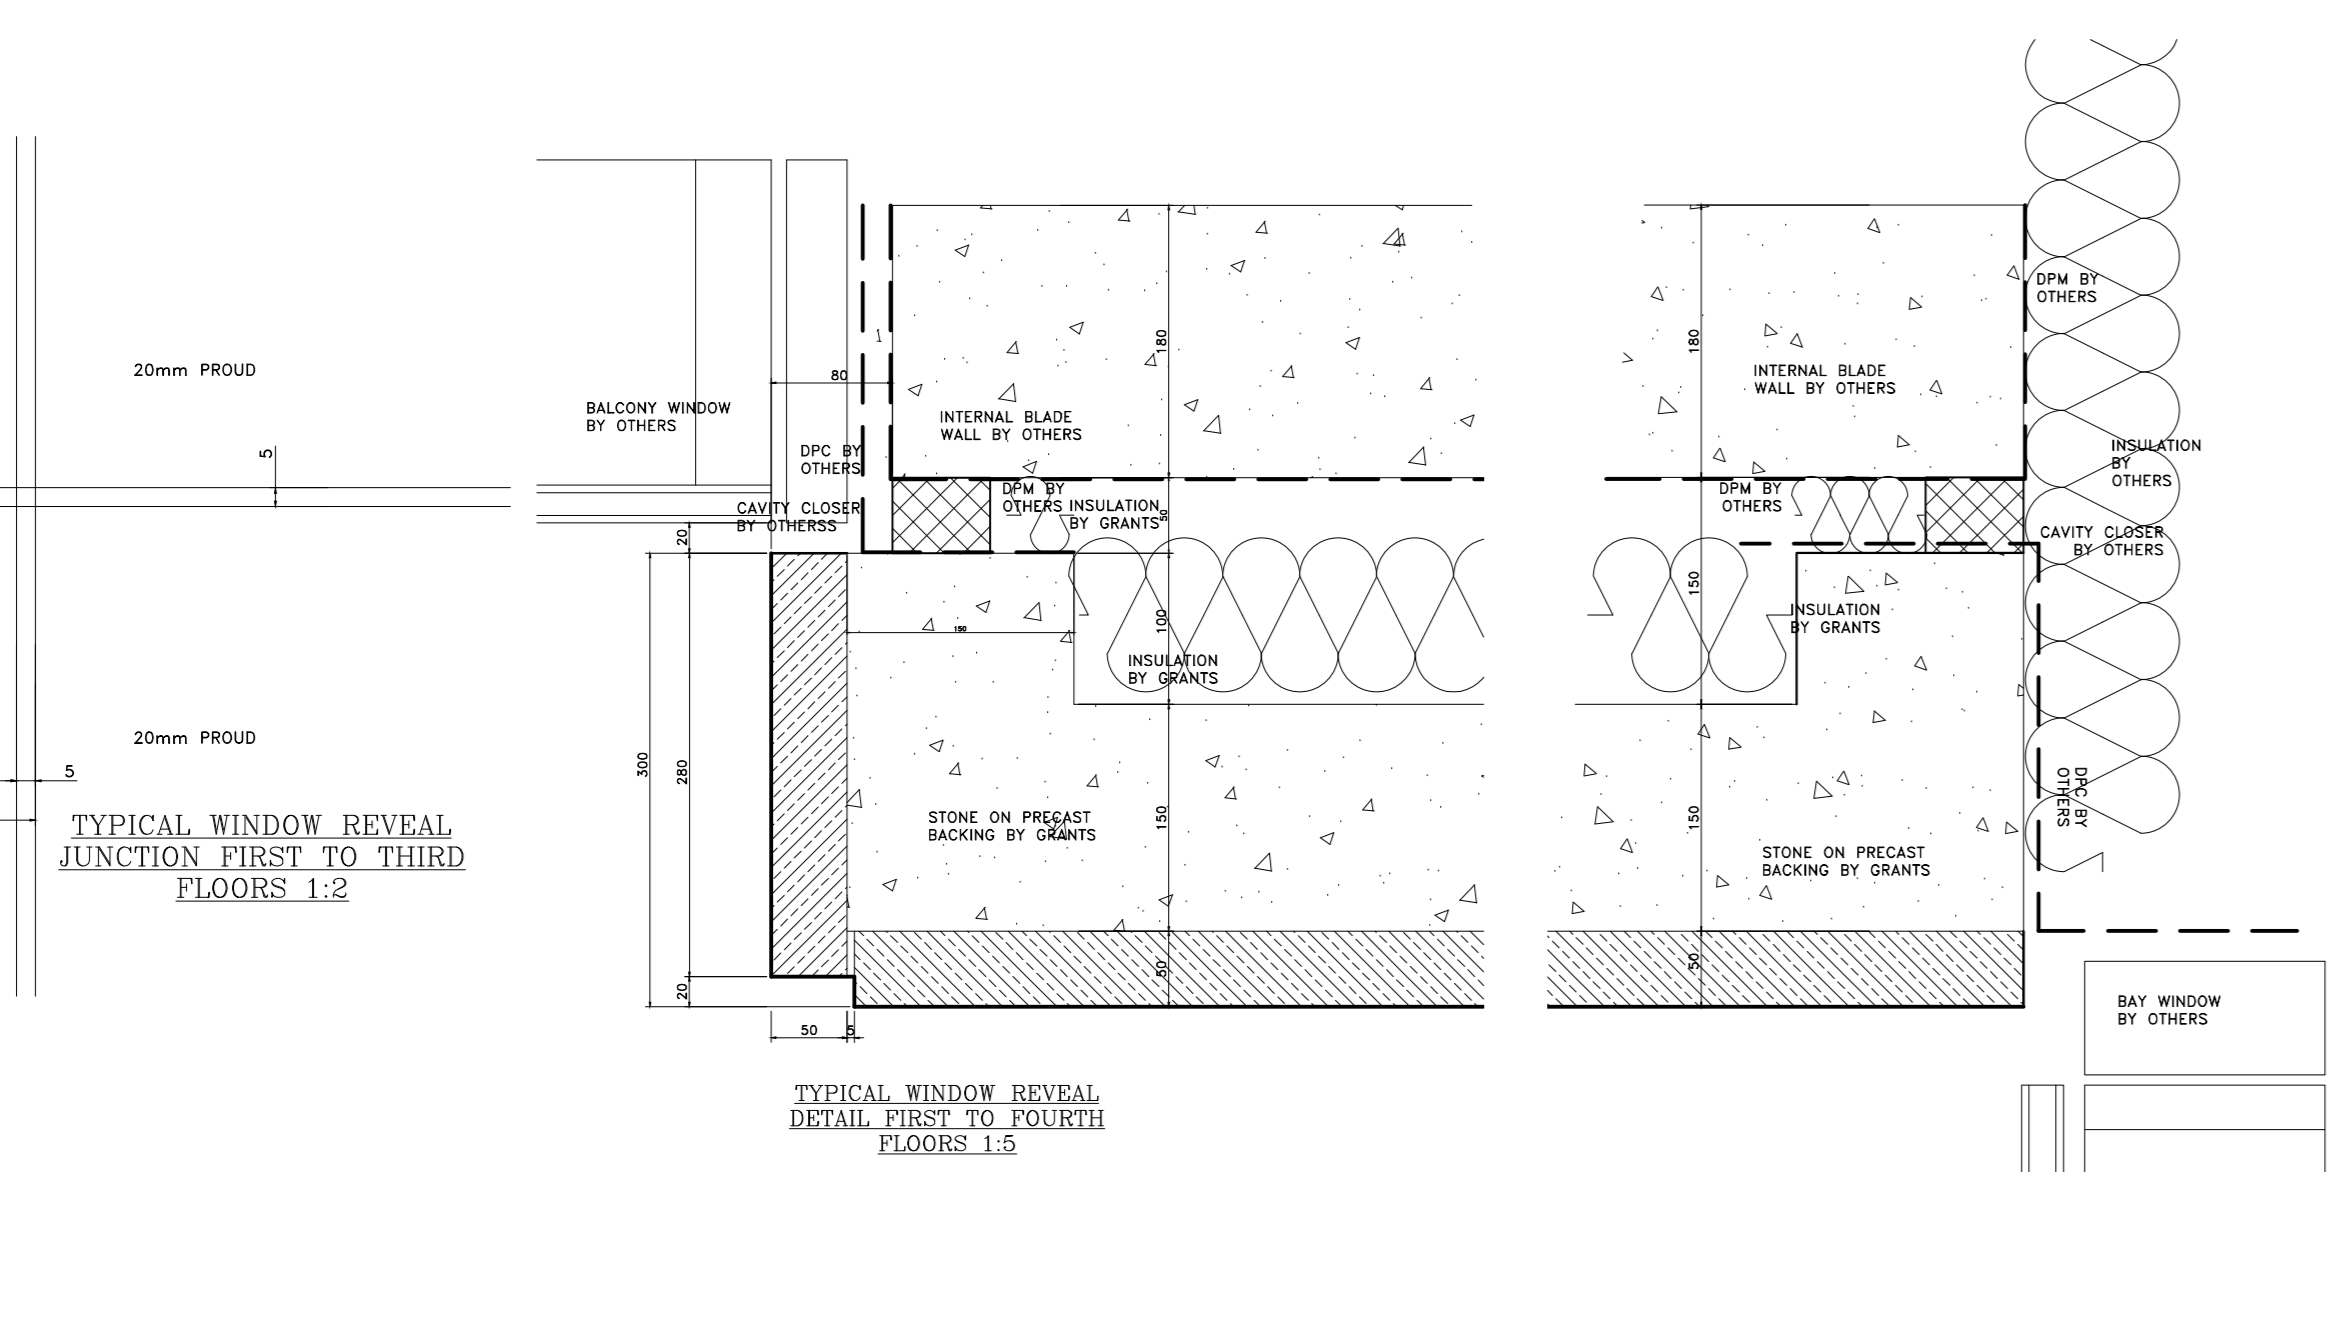 20mm PROUD
5
20mm PROUD
5
TYPICAL WINDOW REVEAL
JUNCTION FIRST TO THIRD
FLOORS 1:2
BALCONY WINDOW
BY OTHERS
80
DPC BY
OTHERS
CAVITY CLOSER
BY OTHERSS
INTERNAL BLADE
WALL BY OTHERS
180
DPM BY
OTHERS
INSULATION
BY GRANTS
50
20
300
280
20
150
100
INSULATION
BY GRANTS
STONE ON PRECAST
BACKING BY GRANTS
150
50
50
5
TYPICAL WINDOW REVEAL
DETAIL FIRST TO FOURTH
FLOORS 1:5
180
INTERNAL BLADE
WALL BY OTHERS
DPM BY
OTHERS
DPM BY
OTHERS
INSULATION
BY
OTHERS
CAVITY CLOSER
BY OTHERS
150
INSULATION
BY GRANTS
150
STONE ON PRECAST
BACKING BY GRANTS
DPC BY
OTHERS
50
BAY WINDOW
BY OTHERS